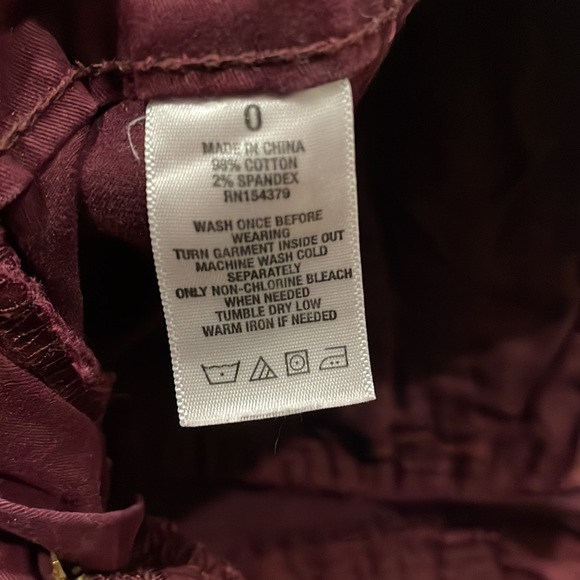 0
MADE IN CHINA
98% COTTON
2% SPANDEX
RN154379
WASH ONCE BEFORE
WEARING
TURN GARMENT INSIDE OUT
MACHINE WASH COLD
SEPARATELY
ONLY NON-CHLORINE BLEACH
WHEN NEEDED
TUMBLE DRY LOW
WARM IRON IF NEEDED